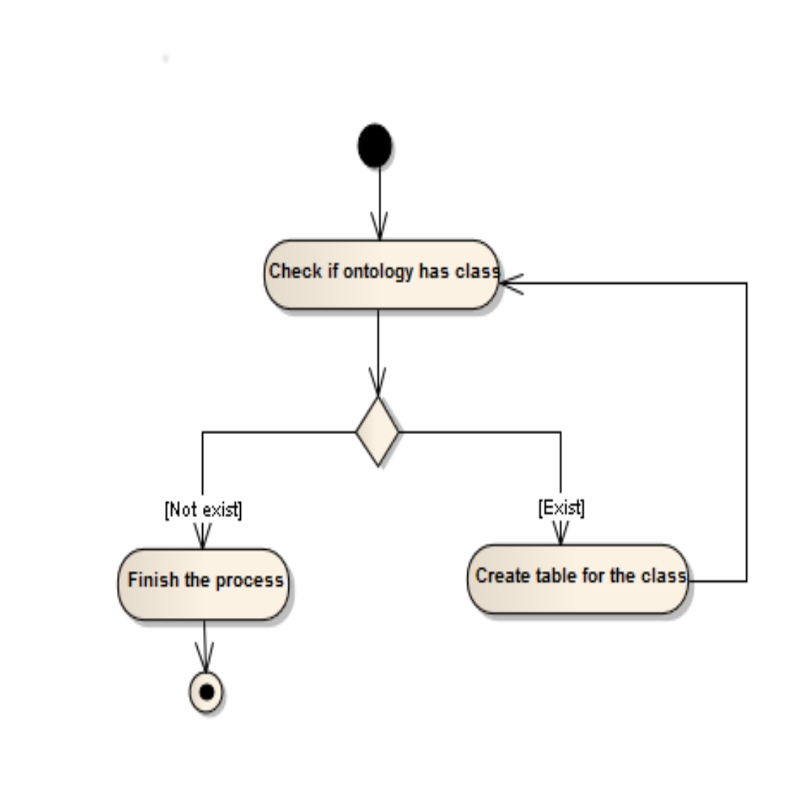 Check if ontology has class
[Not exist]
[Exist]
Finish the process
Create table for the class